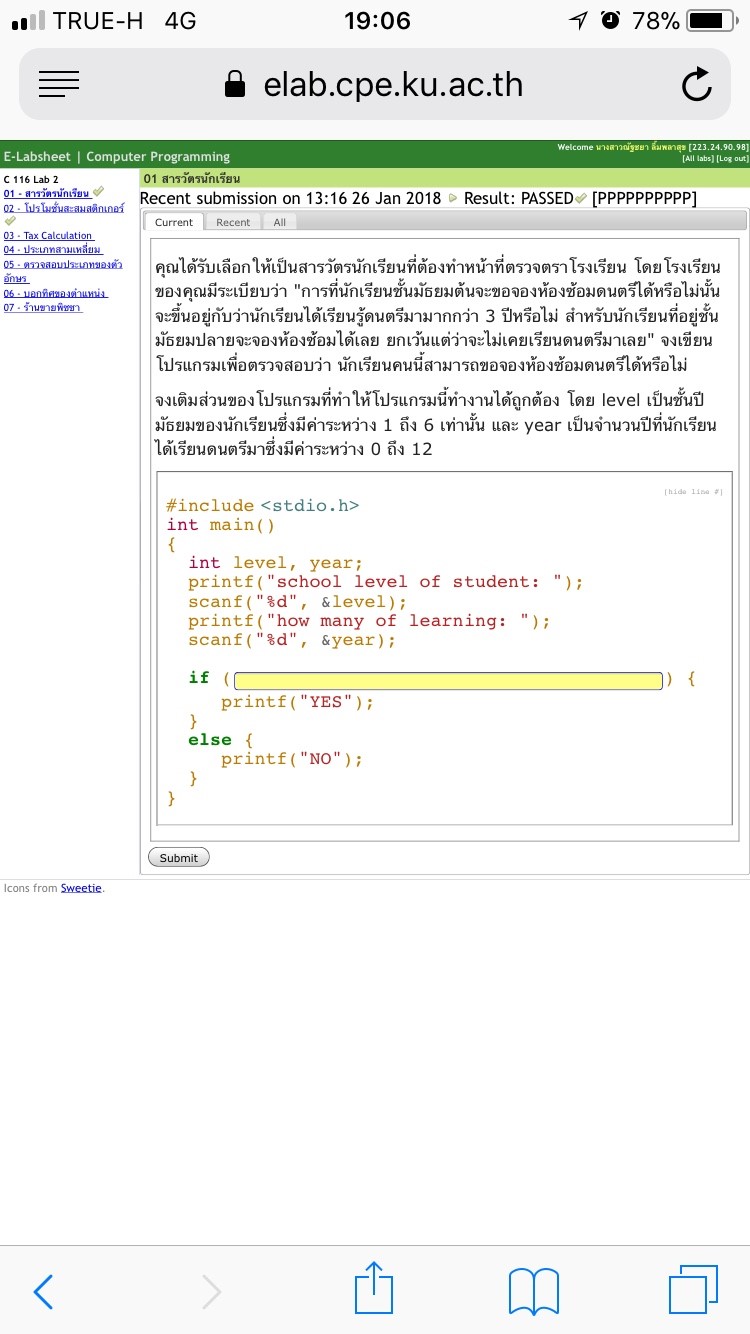 TRUE-H 4G 19:06 78%
elab.cpe.ku.ac.th
Welcome นางสาวณัฐชยา ลิ้มพลาสุข [223.24.90.98]
E-Labsheet | Computer Programming
[All labs] [Log out]
C 116 Lab 2
01 - สารวัตรนักเรียน
02 - โปรโมชั่นสะสมสติกเกอร์
03 - Tax Calculation
04 - ประเภทสามเหลี่ยม
05 - ตรวจสอบประเภทของตัว
อักษร
06 - บอกทิศของตำแหน่ง
07 - ร้านขายพิซซา
01 สารวัตรนักเรียน
Recent submission on 13:16 26 Jan 2018 Result: PASSED [PPPPPPPPPP]
Current Recent All
คุณได้รับเลือกให้เป็นสารวัตรนักเรียนที่ต้องทำหน้าที่ตรวจตราโรงเรียน โดยโรงเรียน
ของคุณมีระเบียบว่า "การที่นักเรียนชั้นมัธยมต้นจะขอจองห้องซ้อมดนตรีได้หรือไม่นั้น
จะขึ้นอยู่กับว่านักเรียนได้เรียนรู้ดนตรีมามากกว่า 3 ปีหรือไม่ สำหรับนักเรียนที่อยู่ชั้น
มัธยมปลายจะจองห้องซ้อมได้เลย ยกเว้นแต่ว่าจะไม่เคยเรียนดนตรีมาเลย" จงเขียน
โปรแกรมเพื่อตรวจสอบว่า นักเรียนคนนี้สามารถขอจองห้องซ้อมดนตรีได้หรือไม่
จงเติมส่วนของโปรแกรมที่ทำให้โปรแกรมนี้ทำงานได้ถูกต้อง โดย level เป็นชั้นปี
มัธยมของนักเรียนซึ่งมีค่าระหว่าง 1 ถึง 6 เท่านั้น และ year เป็นจำนวนปีที่นักเรียน
ได้เรียนดนตรีมาซึ่งมีค่าระหว่าง 0 ถึง 12
[hide line #]
#include <stdio.h>
int main()
{
int level, year;
printf("school level of student: ");
scanf("%d", &level);
printf("how many of learning: ");
scanf("%d", &year);
if ( ) {
printf("YES");
}
else {
printf("NO");
}
}
Submit
Icons from Sweetie.